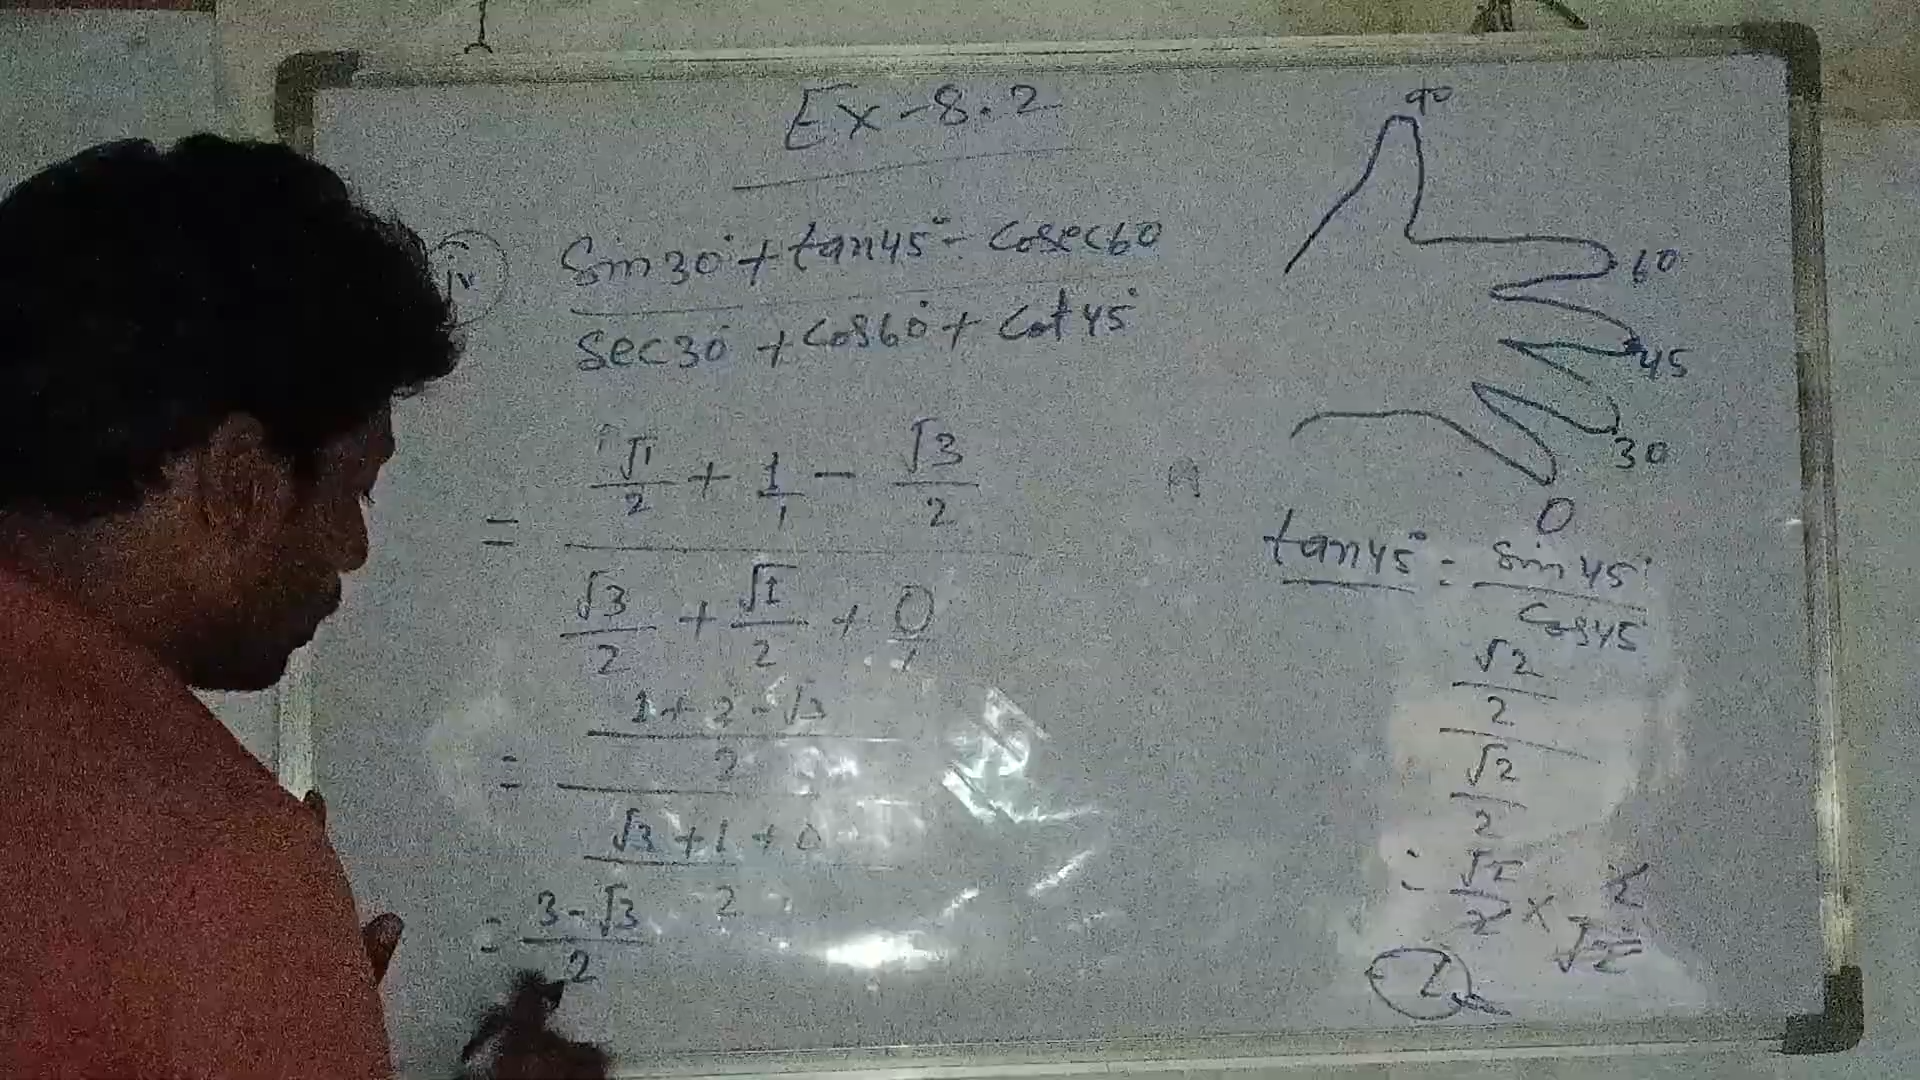 Ex-8.2
iv
Sin30°+tan45°-Cosec60
Sec30°+Cos60°+Cot45°
= √1/2 + 1/1 - √3/2
√3/2 + √1/2 + 0/1
= 1+2-√3
2
√3+1+0
2
= 3-√3
2
90
60
45
30
0
tan45° = Sin45°
Cos45
√2
2
√2
2
= √2/2 × 2/√2
1